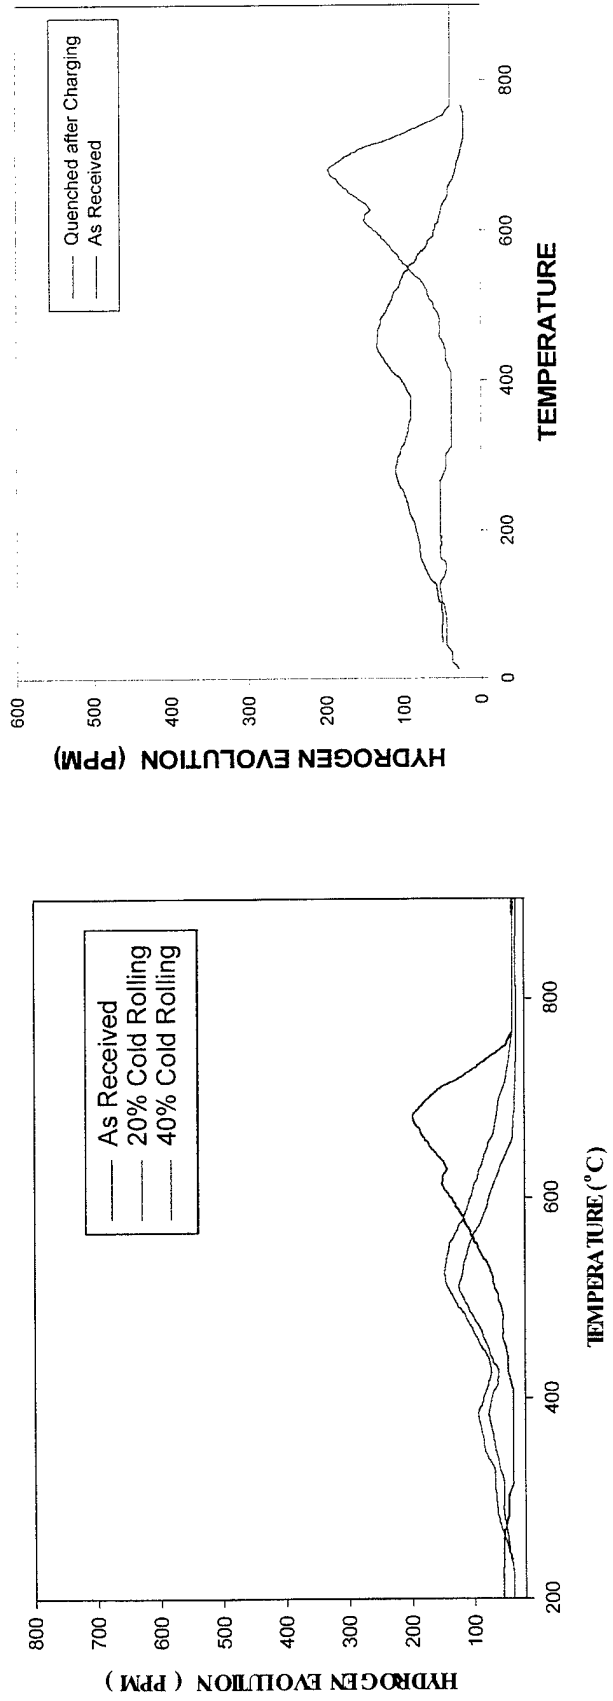 HYDROGEN EVOLUTION (PPM)
800
700
600
500
400
300
200
100
As Received
20% Cold Rolling
40% Cold Rolling
200
400
600
800
TEMPERATURE (°C)
HYDROGEN EVOLUTION (PPM)
600
500
400
300
200
100
0
Quenched after Charging
As Received
0
200
400
600
800
TEMPERATURE